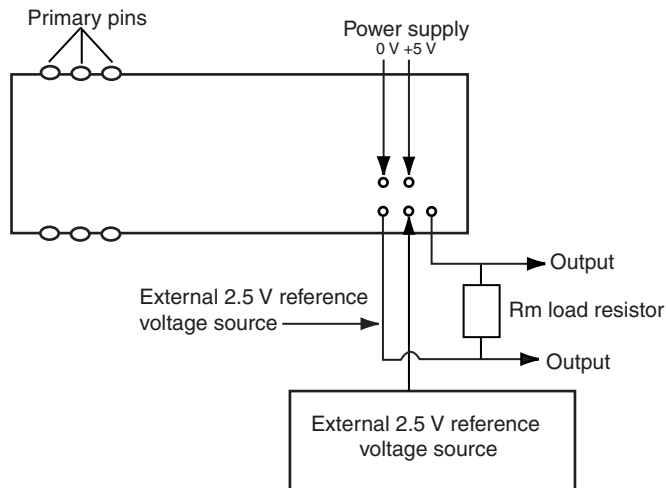 Primary pins
Power supply
0 V +5 V
Output
External 2.5 V reference
voltage source
Rm load resistor
Output
External 2.5 V reference
voltage source